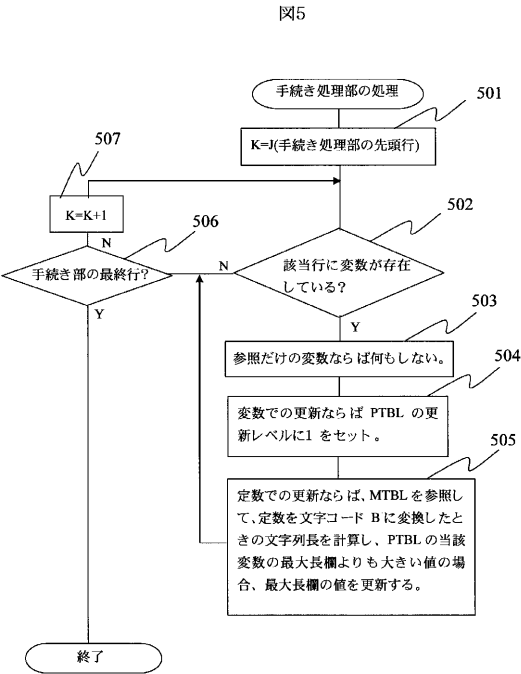 図5
手続き処理部の処理
501
K=J(手続き処理部の先頭行)
507
K=K+1
502
506
N
手続き部の最終行?
N
該当行に変数が存在
している?
Y
Y
503
参照だけの変数ならば何もしない。
504
変数での更新ならば PTBL の更
新レベルに1 をセット。
505
定数での更新ならば、MTBL を参照し
て、定数を文字コード B に変換したと
きの文字列長を計算し、PTBL の当該
変数の最大長欄よりも大きい値の場
合、最大長欄の値を更新する。
終了